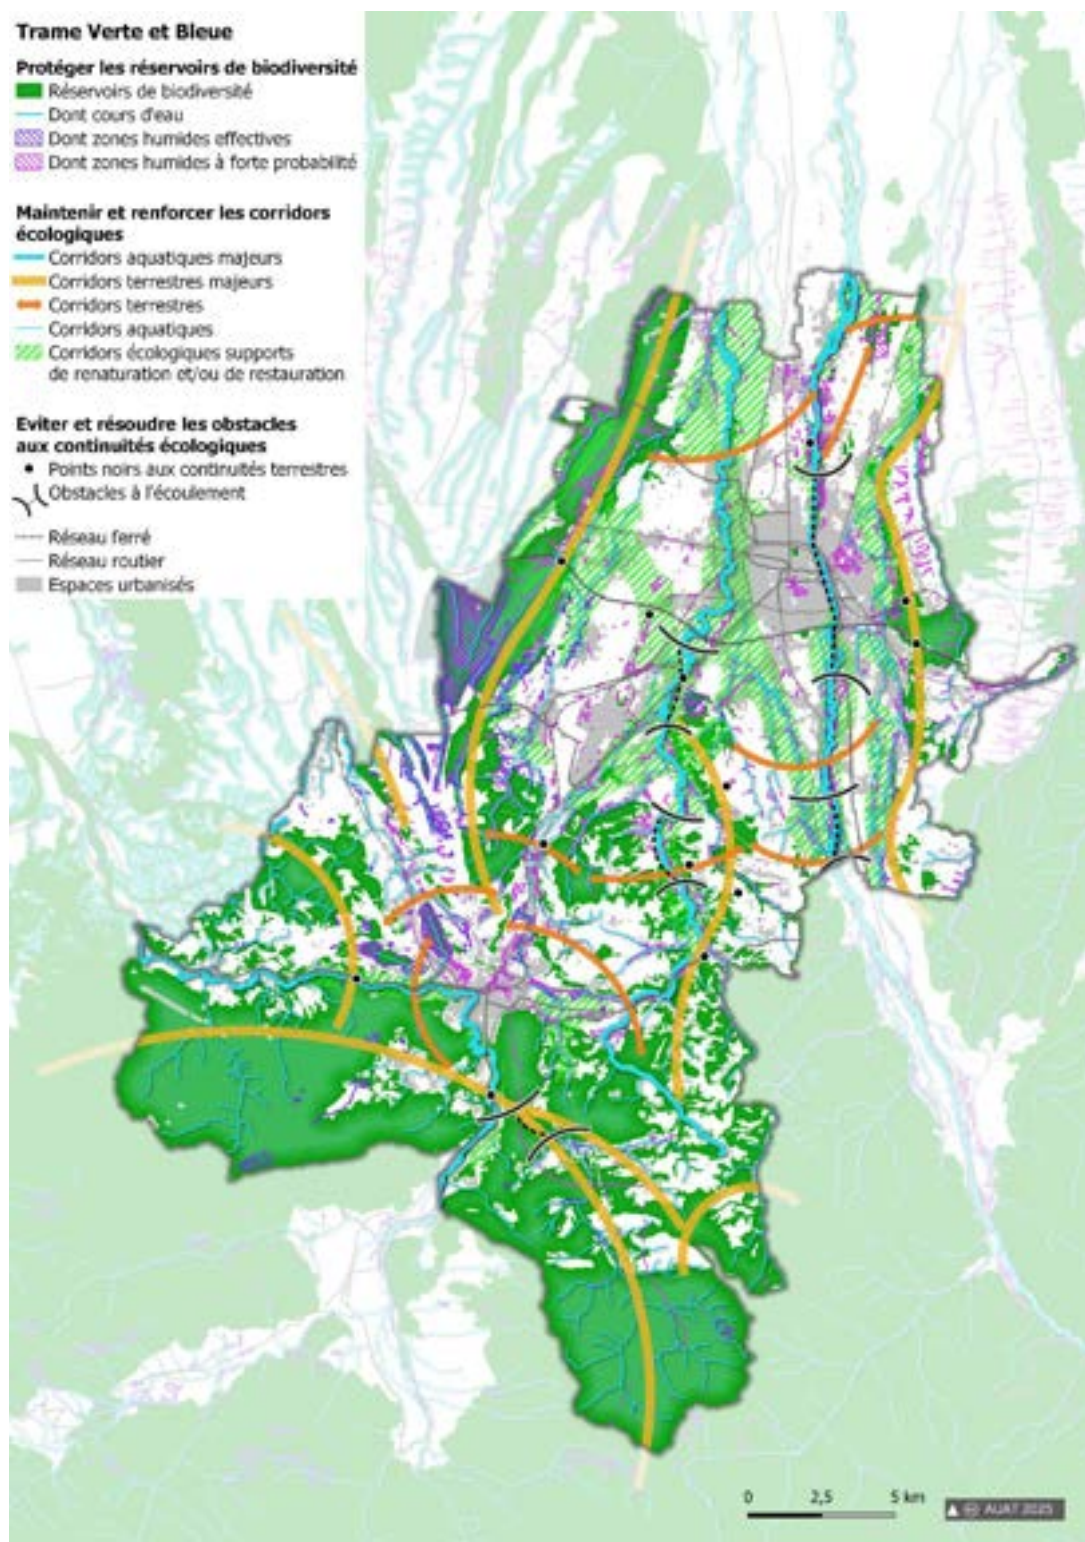 Trame Verte et Bleue
Protéger les réservoirs de biodiversité
Réservoirs de biodiversité
Dont cours d'eau
Dont zones humides effectives
Dont zones humides à forte probabilité
Maintenir et renforcer les corridors
écologiques
Corridors aquatiques majeurs
Corridors terrestres majeurs
Corridors terrestres
Corridors aquatiques
Corridors écologiques supports
de renaturation et/ou de restauration
Eviter et résoudre les obstacles
aux continuités écologiques
Points noirs aux continuités terrestres
Obstacles à l'écoulement
Réseau ferré
Réseau routier
Espaces urbanisés
0 2,5 5 km
AUAT 2025